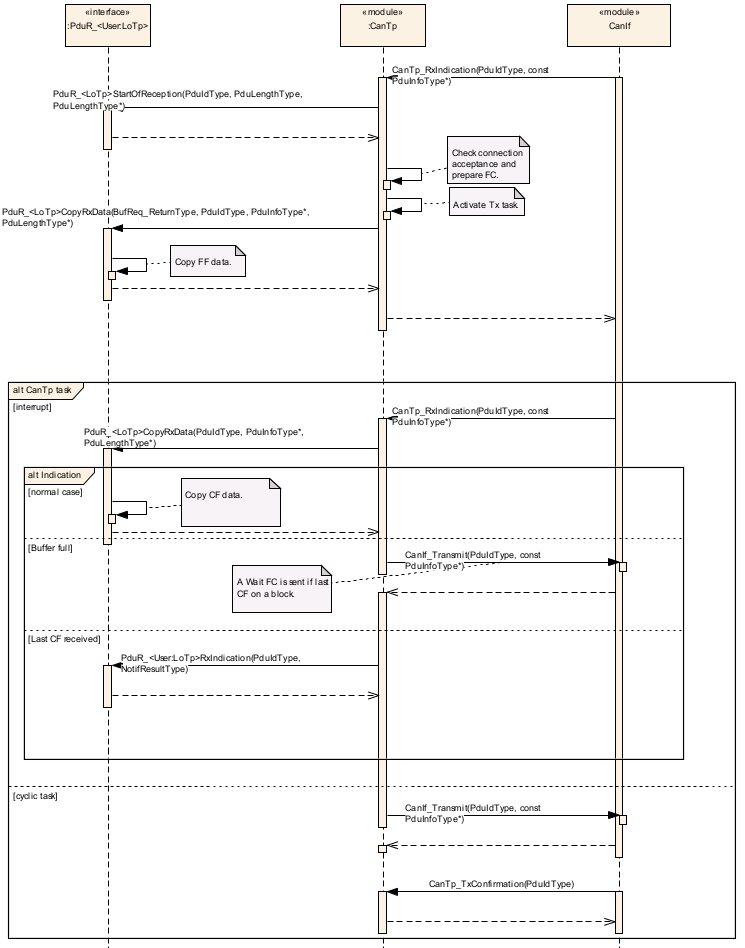 «interface»
:PduR_<User:LoTp>
«module»
:CanTp
«module»
CanIf
CanTp_RxIndication(PduIdType, const
PduInfoType*)
PduR_<LoTp>StartOfReception(PduIdType, PduLengthType,
PduLengthType*)
Check connection
acceptance and
prepare FC.
Activate Tx task.
PduR_<LoTp>CopyRxData(BufReq_ReturnType, PduIdType, PduInfoType*,
PduLengthType*)
Copy FF data.
alt CanTp task
[interrupt]
CanTp_RxIndication(PduIdType, const
PduInfoType*)
PduR_<LoTp>CopyRxData(PduIdType, PduInfoType*,
PduLengthType*)
alt Indication
[normal case]
Copy CF data.
[Buffer full]
CanIf_Transmit(PduIdType, const
PduInfoType*)
A Wait FC is sent if last
CF on a block.
[Last CF received]
PduR_<User:LoTp>RxIndication(PduIdType,
NotifResultType)
[cyclic task]
CanIf_Transmit(PduIdType, const
PduInfoType*)
CanTp_TxConfirmation(PduIdType)